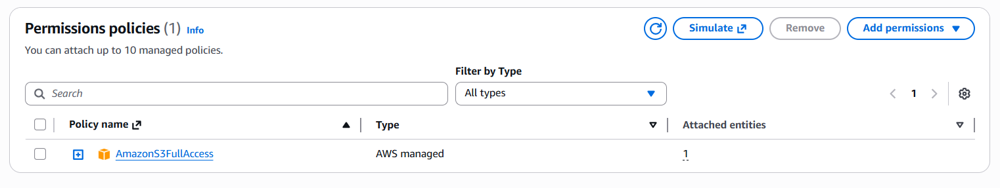 Permissions policies (1) Info
Simulate
Remove
Add permissions
You can attach up to 10 managed policies.
Filter by Type
Search
All types
1
Policy name
Type
Attached entities
AmazonS3FullAccess
AWS managed
1